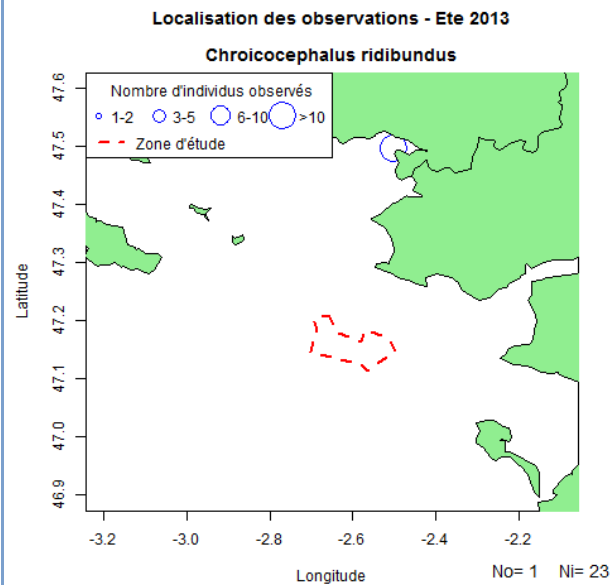 Localisation des observations - Ete 2013
Chroicocephalus ridibundus
Nombre d'individus observés
1-2 3-5 6-10 >10
Zone d'étude
47.6
47.5
47.4
47.3
47.2
47.1
47.0
46.9
Latitude
-3.2 -3.0 -2.8 -2.6 -2.4 -2.2
Longitude
No= 1 Ni= 23